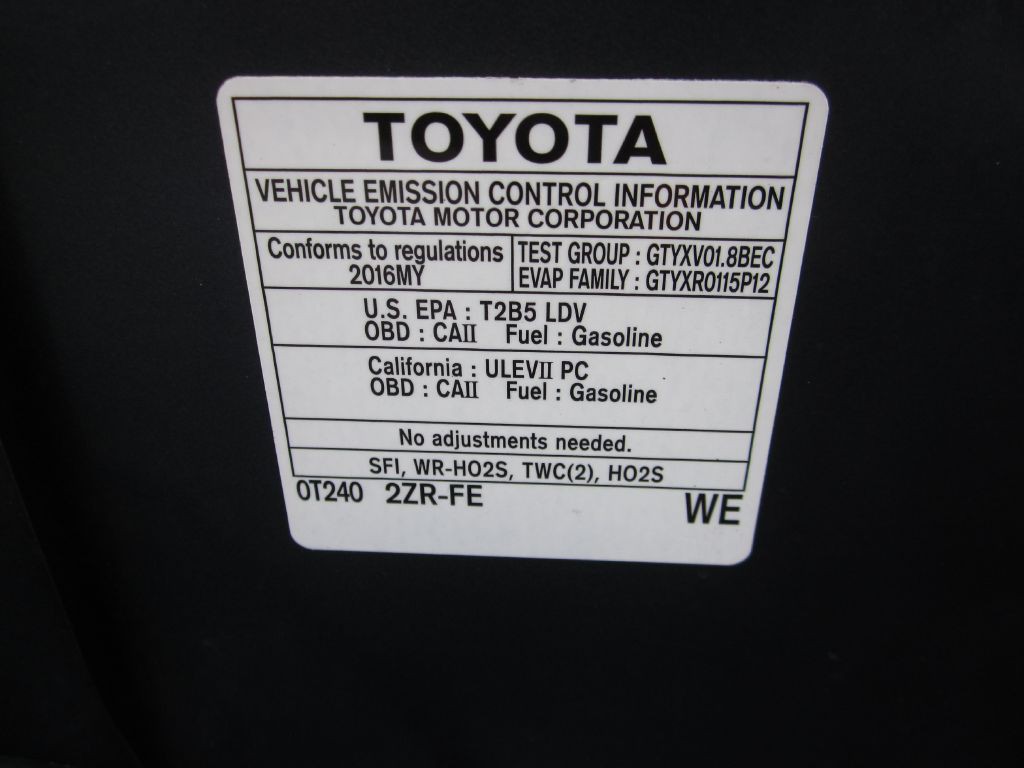 TOYOTA
VEHICLE EMISSION CONTROL INFORMATION
TOYOTA MOTOR CORPORATION
Conforms to regulations
2016MY
TEST GROUP : GTYXV01.8BEC
EVAP FAMILY : GTYXR0115P12
U.S. EPA : T2B5 LDV
OBD : CAII Fuel : Gasoline
California : ULEVII PC
OBD : CAII Fuel : Gasoline
No adjustments needed.
SFI, WR-HO2S, TWC(2), HO2S
0T240 2ZR-FE WE